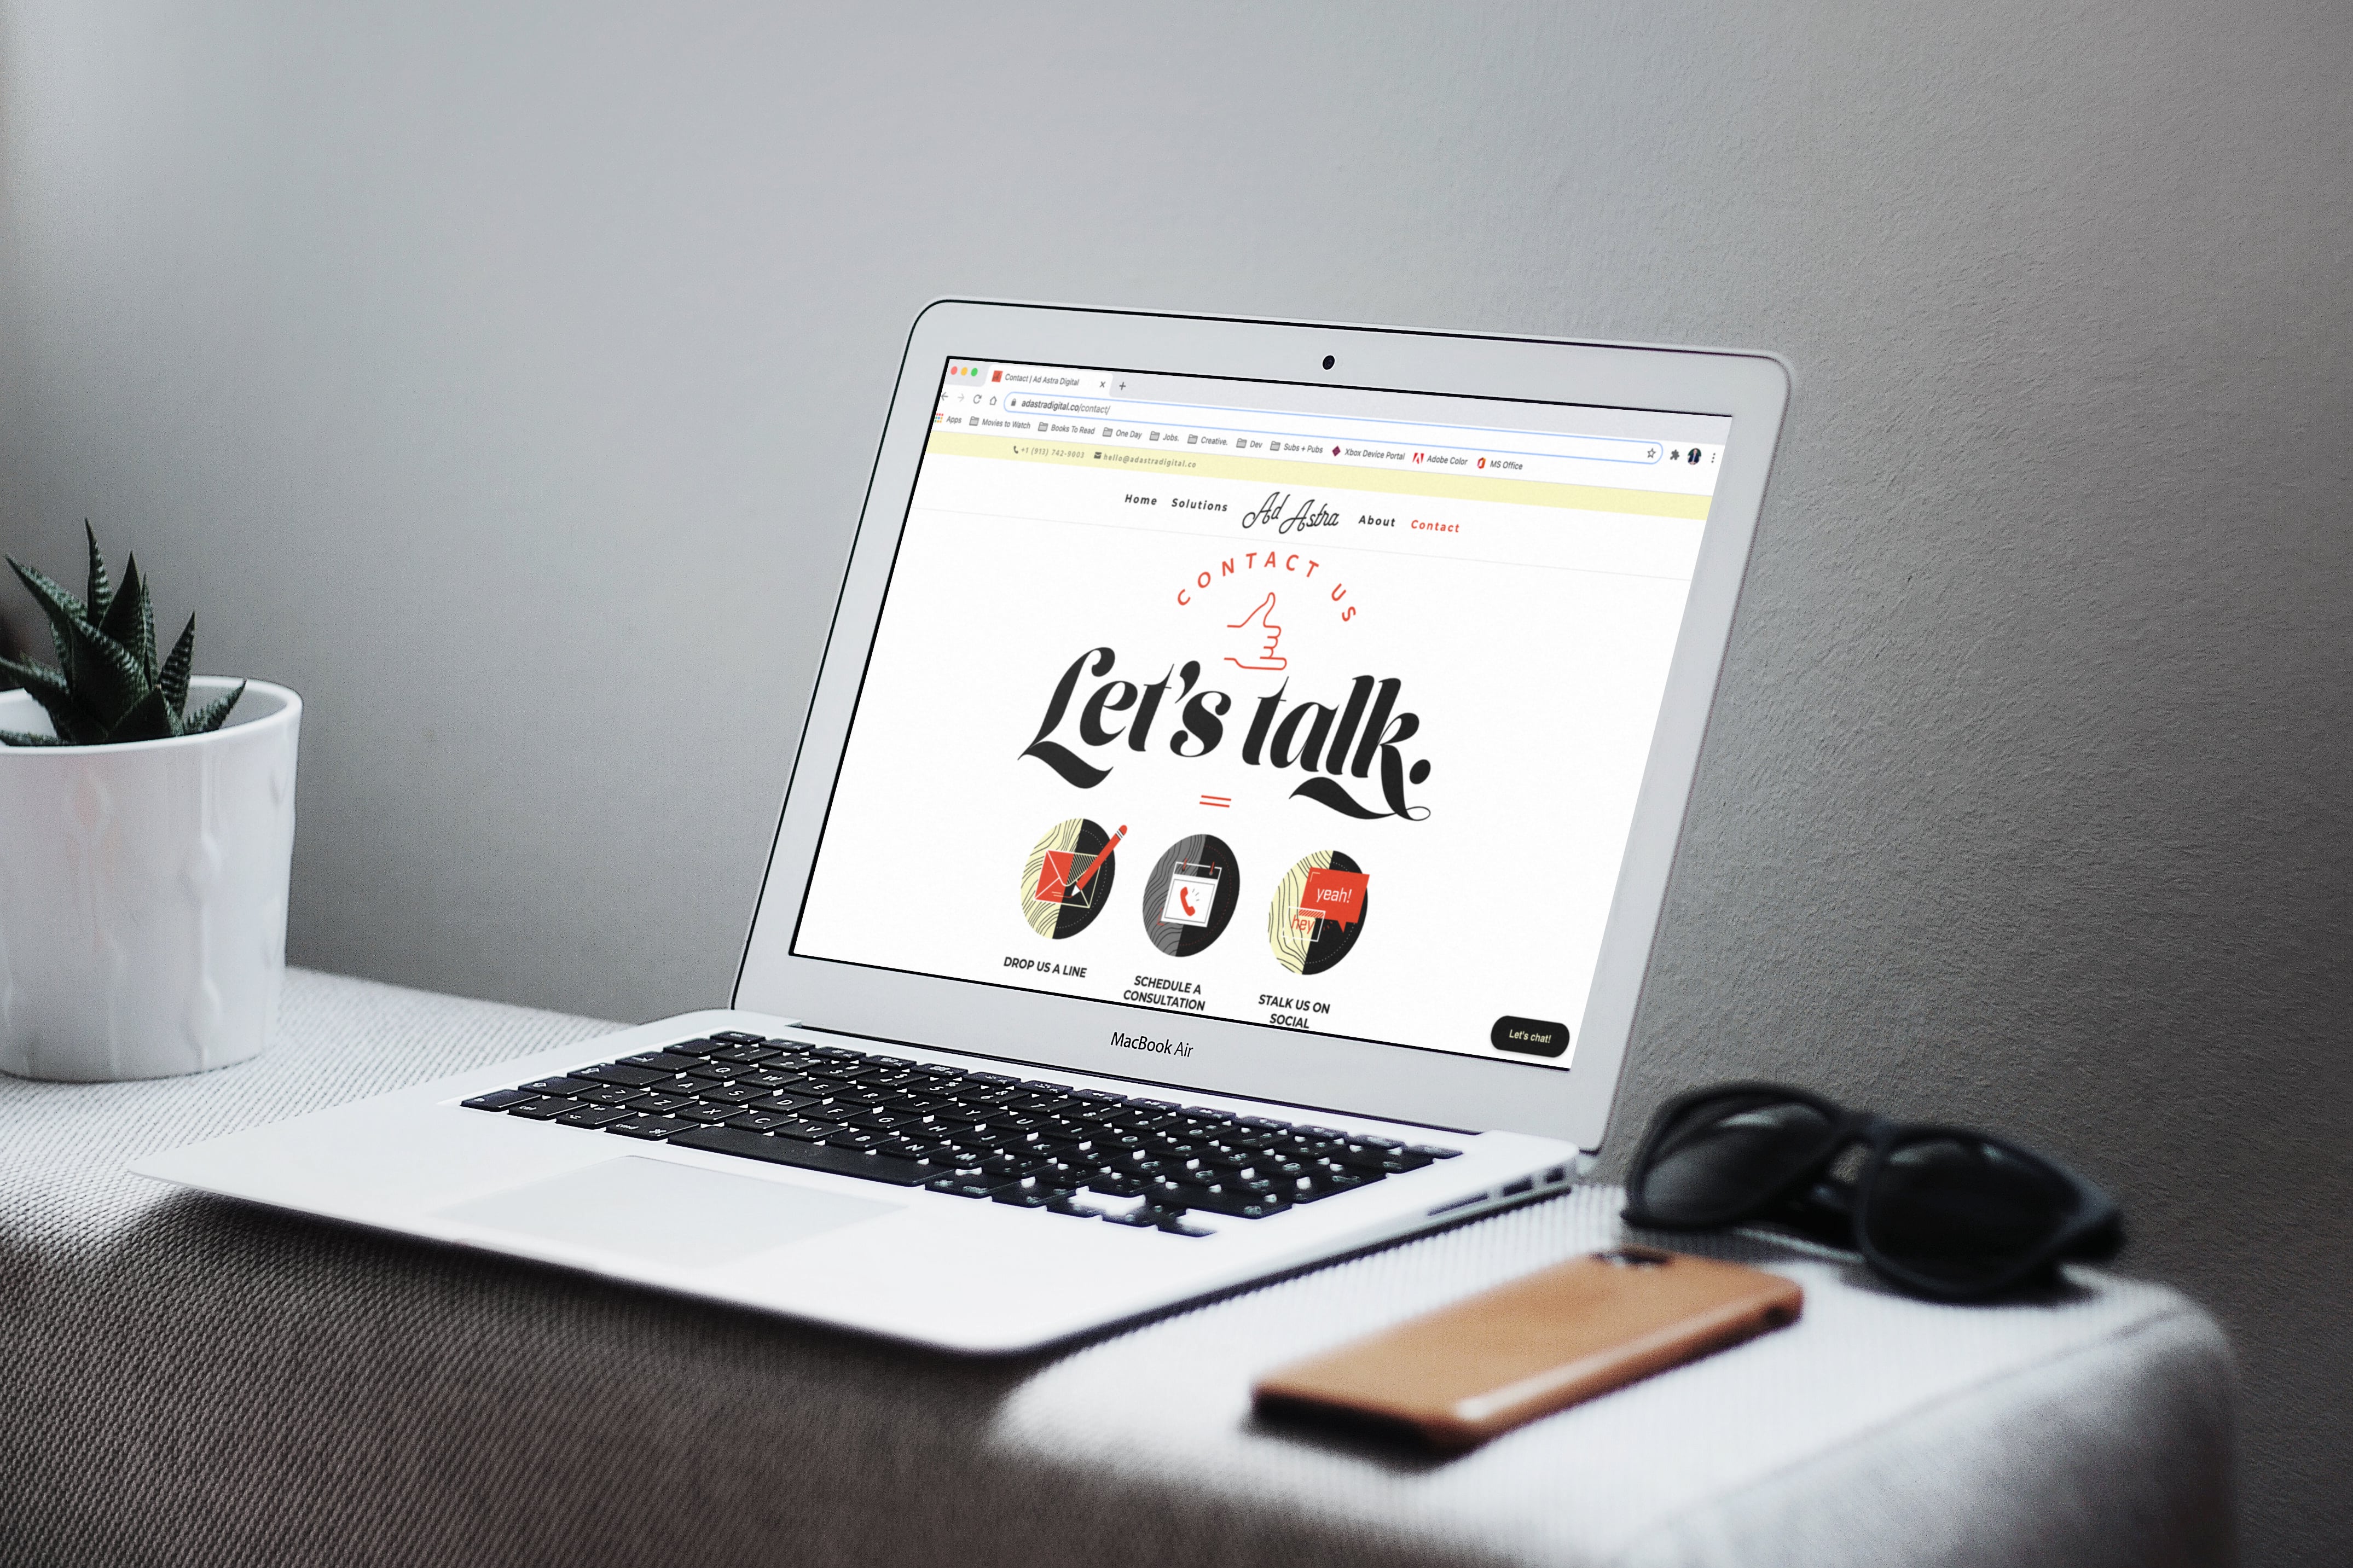 Contact | Ad Astra Digital
adastradigital.co/contact/
Apps Movies to Watch Books To Read One Day Jobs. Creative. Dev Subs + Pubs Xbox Device Portal Adobe Color MS Office
+1 (913) 742-9003 hello@adastradigital.co
Home Solutions Ad Astra About Contact
CONTACT US
Let's talk.
yeah!
hey
DROP US A LINE
SCHEDULE A
CONSULTATION
STALK US ON
SOCIAL
Let's chat!
MacBook Air